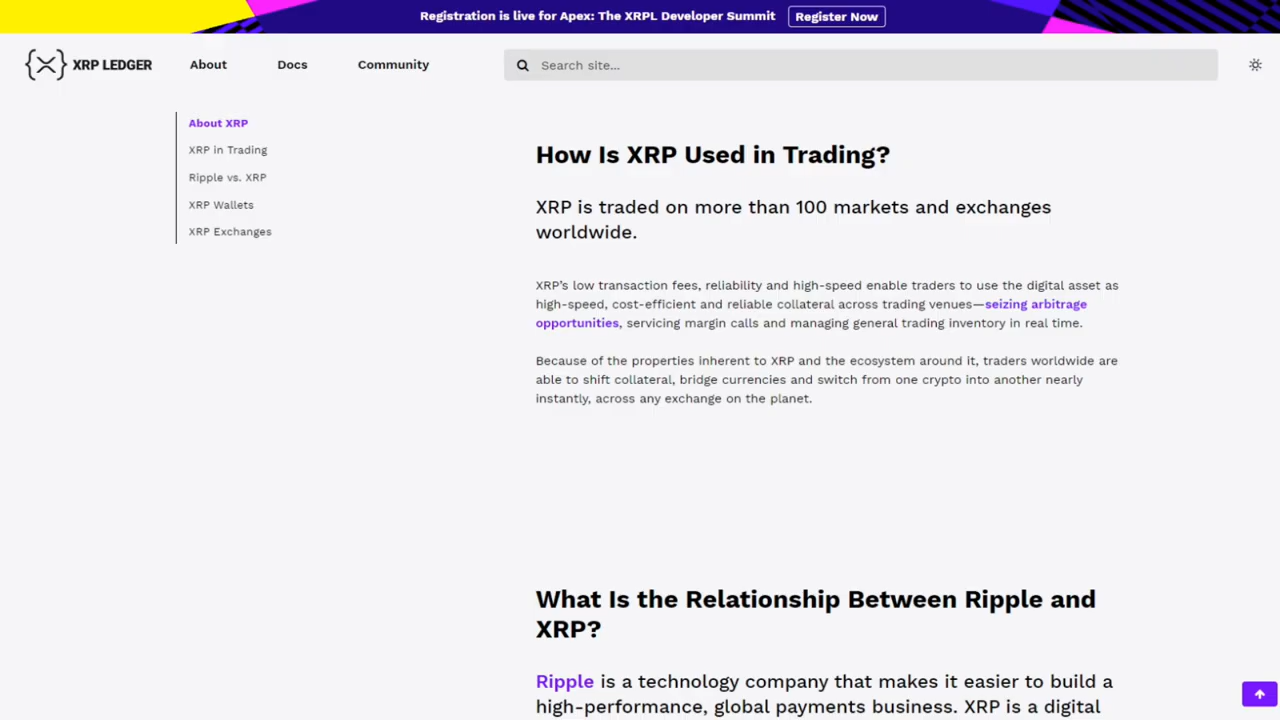 Registration is live for Apex: The XRPL Developer Summit Register Now
XRP LEDGER About Docs Community Search site...
About XRP
XRP in Trading
Ripple vs. XRP
XRP Wallets
XRP Exchanges
How Is XRP Used in Trading?
XRP is traded on more than 100 markets and exchanges
worldwide.
XRP's low transaction fees, reliability and high-speed enable traders to use the digital asset as
high-speed, cost-efficient and reliable collateral across trading venues—seizing arbitrage
opportunities, servicing margin calls and managing general trading inventory in real time.
Because of the properties inherent to XRP and the ecosystem around it, traders worldwide are
able to shift collateral, bridge currencies and switch from one crypto into another nearly
instantly, across any exchange on the planet.
What Is the Relationship Between Ripple and
XRP?
Ripple is a technology company that makes it easier to build a
high-performance, global payments business. XRP is a digital